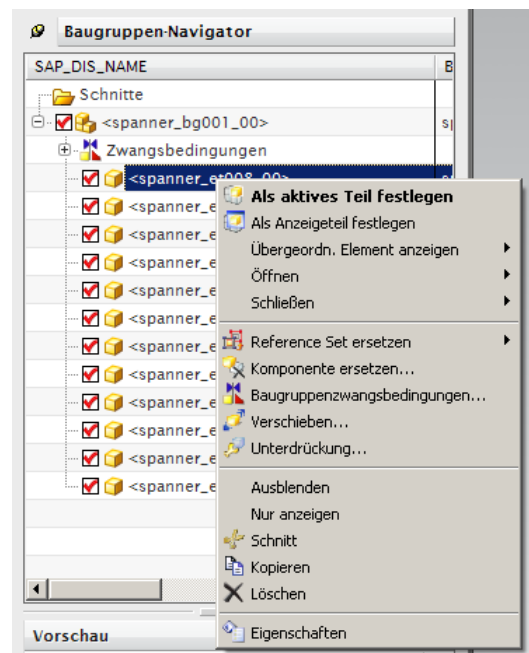 Baugruppen-Navigator
SAP_DIS_NAME B
Schnitte
<spanner_bg001_00>
Zwangsbedingungen
<spanner_et008_00>
<spanner_e
<spanner_e
<spanner_e
<spanner_e
<spanner_e
<spanner_e
<spanner_e
<spanner_e
<spanner_e
<spanner_e
<spanner_e
Als aktives Teil festlegen
Als Anzeigeteil festlegen
Übergeordn. Element anzeigen
Öffnen
Schließen
Reference Set ersetzen
Komponente ersetzen...
Baugruppenzwangsbedingungen...
Verschieben...
Unterdrückung...
Ausblenden
Nur anzeigen
Schnitt
Kopieren
Löschen
Eigenschaften
Vorschau